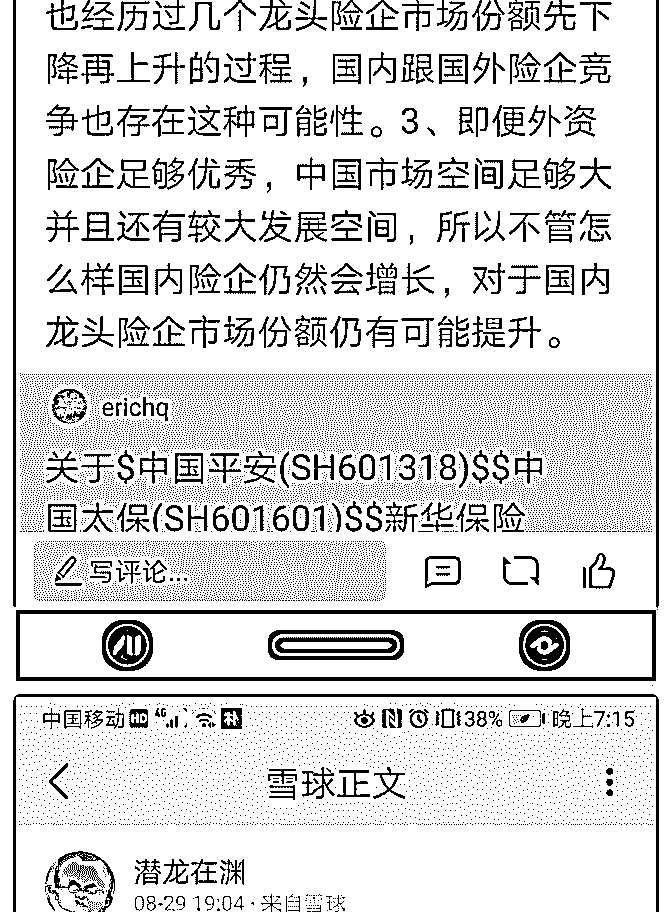 也经历过几个龙头险企市场份额先下
降再上升的过程，国内跟国外险企竞
争也存在这种可能性。3、即便外资
险企足够优秀，中国市场空间足够大
并且还有较大发展空间，所以不管怎
么样国内险企仍然会增长，对于国内
龙头险企市场份额仍有可能提升。
erichq
关于$中国平安(SH601318)$$中
国太保(SH601601)$$新华保险
写评论...
中国移动 HD 4G 38% 晚上7:15
雪球正文
潜龙在渊
08-29 19:04 · 来自雪球